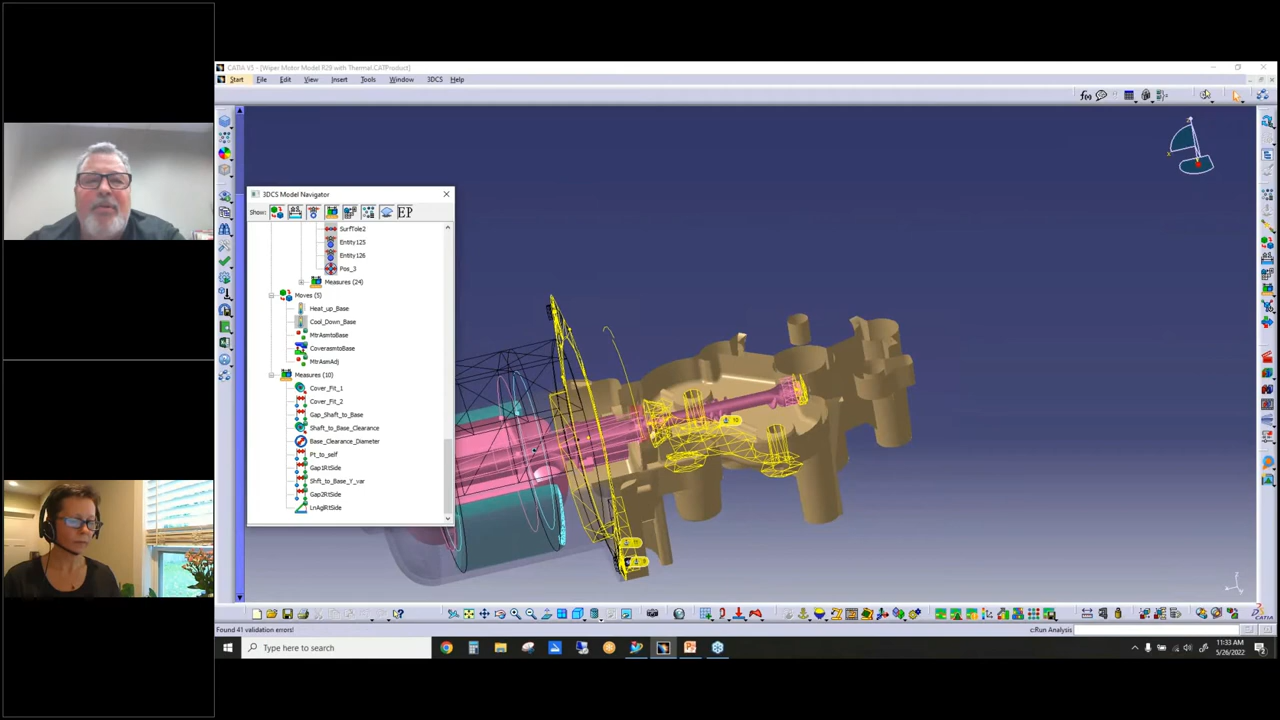 CATIA V5 - [Wiper Motor Model R29 with Thermal.CATProduct]
Start File Edit View Insert Tools Window 3DCS Help
3DCS Model Navigator
Show: EP
SurfTole2
Entity125
Entity126
Pos_3
Measures (24)
Moves (5)
Heat_up_Base
Cool_Down_Base
MtrAsmtoBase
CoverasmtoBase
MtrAsmAdj
Measures (10)
Cover_Fit_1
Cover_Fit_2
Gap_Shaft_to_Base
Shaft_to_Base_Clearance
Base_Clearance_Diameter
Pt_to_self
Gap1RtSide
Shft_to_Base_Y_var
Gap2RtSide
LnAglRtSide
Found 41 validation errors!
c:Run Analysis
Type here to search
11:33 AM
5/26/2022